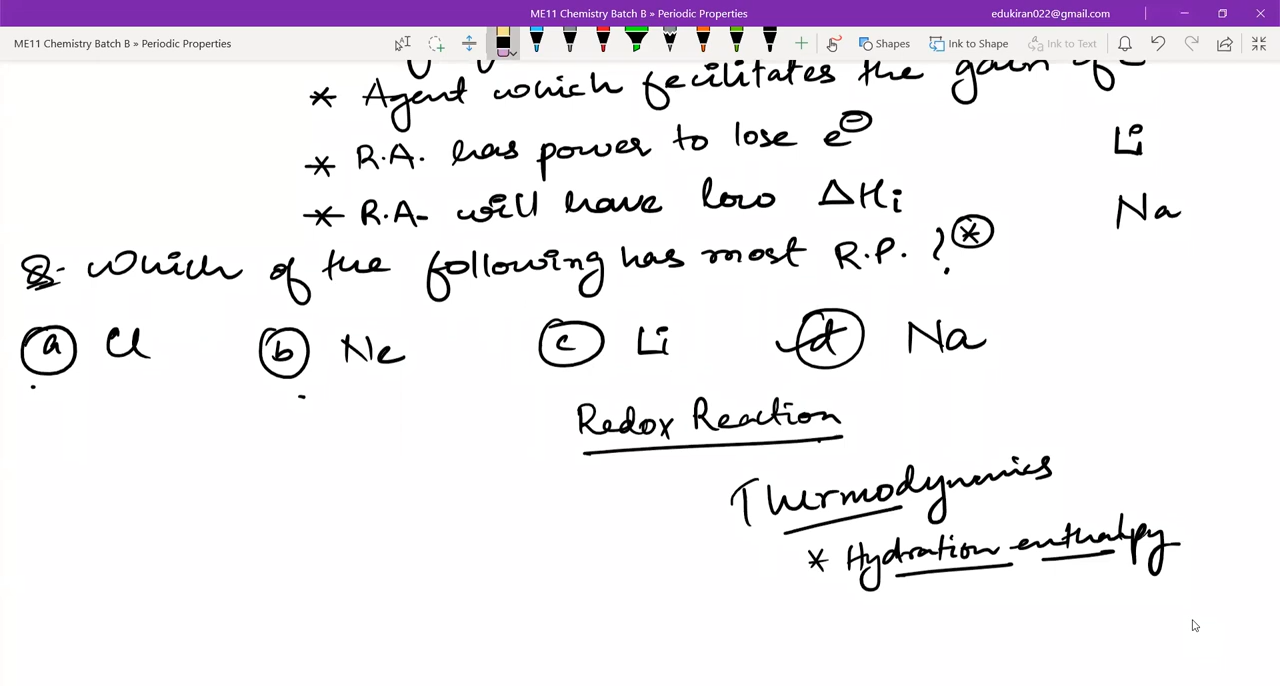 ME11 Chemistry Batch B » Periodic Properties
edukiran022@gmail.com
ME11 Chemistry Batch B » Periodic Properties
Shapes
Ink to Shape
Ink to Text
* Agent which fecilitates the gain of e
* R.A. has power to lose e⊖
Li
* R.A- will have low ΔHi
Na
Q- which of the following has most R.P. ? *
a Cl b Ne c Li d Na
Redox Reaction
Thermodynamics
* Hydration enthalpy